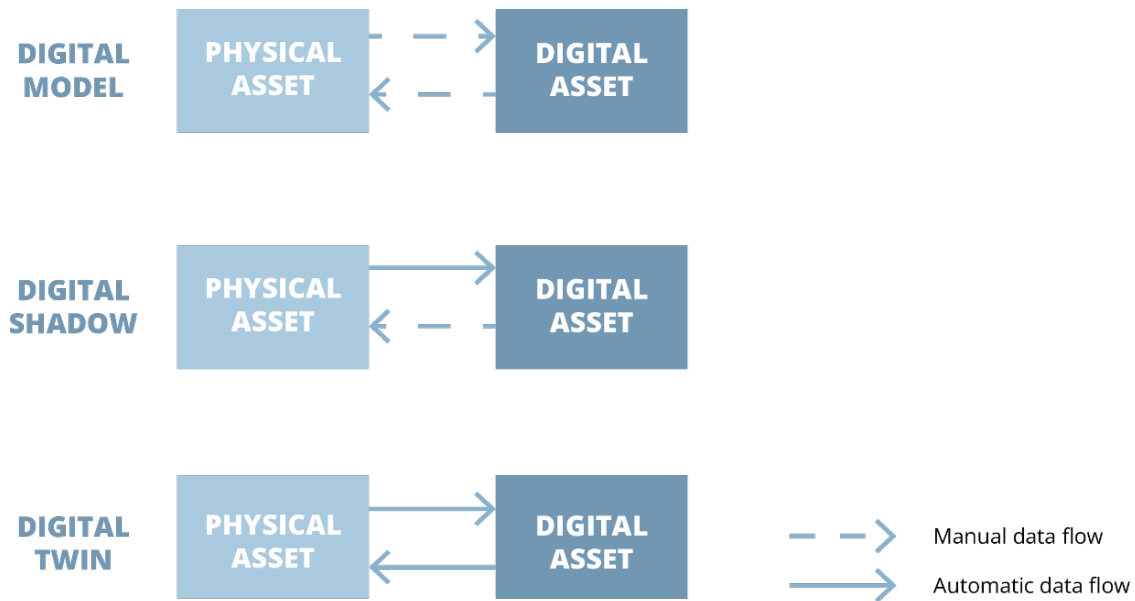 DIGITAL
MODEL
PHYSICAL
ASSET
DIGITAL
ASSET
DIGITAL
SHADOW
PHYSICAL
ASSET
DIGITAL
ASSET
DIGITAL
TWIN
PHYSICAL
ASSET
DIGITAL
ASSET
Manual data flow
Automatic data flow